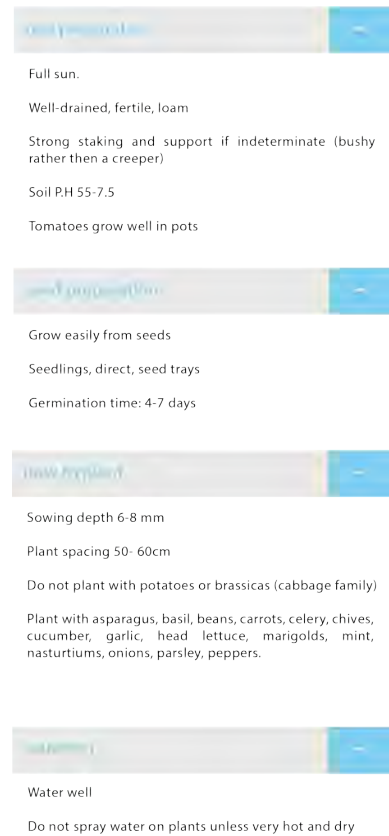 Full sun.
Well-drained, fertile, loam
Strong staking and support if indeterminate (bushy
rather then a creeper)
Soil P.H 55-7.5
Tomatoes grow well in pots
Grow easily from seeds
Seedlings, direct, seed trays
Germination time: 4-7 days
Sowing depth 6-8 mm
Plant spacing 50- 60cm
Do not plant with potatoes or brassicas (cabbage family)
Plant with asparagus, basil, beans, carrots, celery, chives,
cucumber, garlic, head lettuce, marigolds, mint,
nasturtiums, onions, parsley, peppers.
Water well
Do not spray water on plants unless very hot and dry